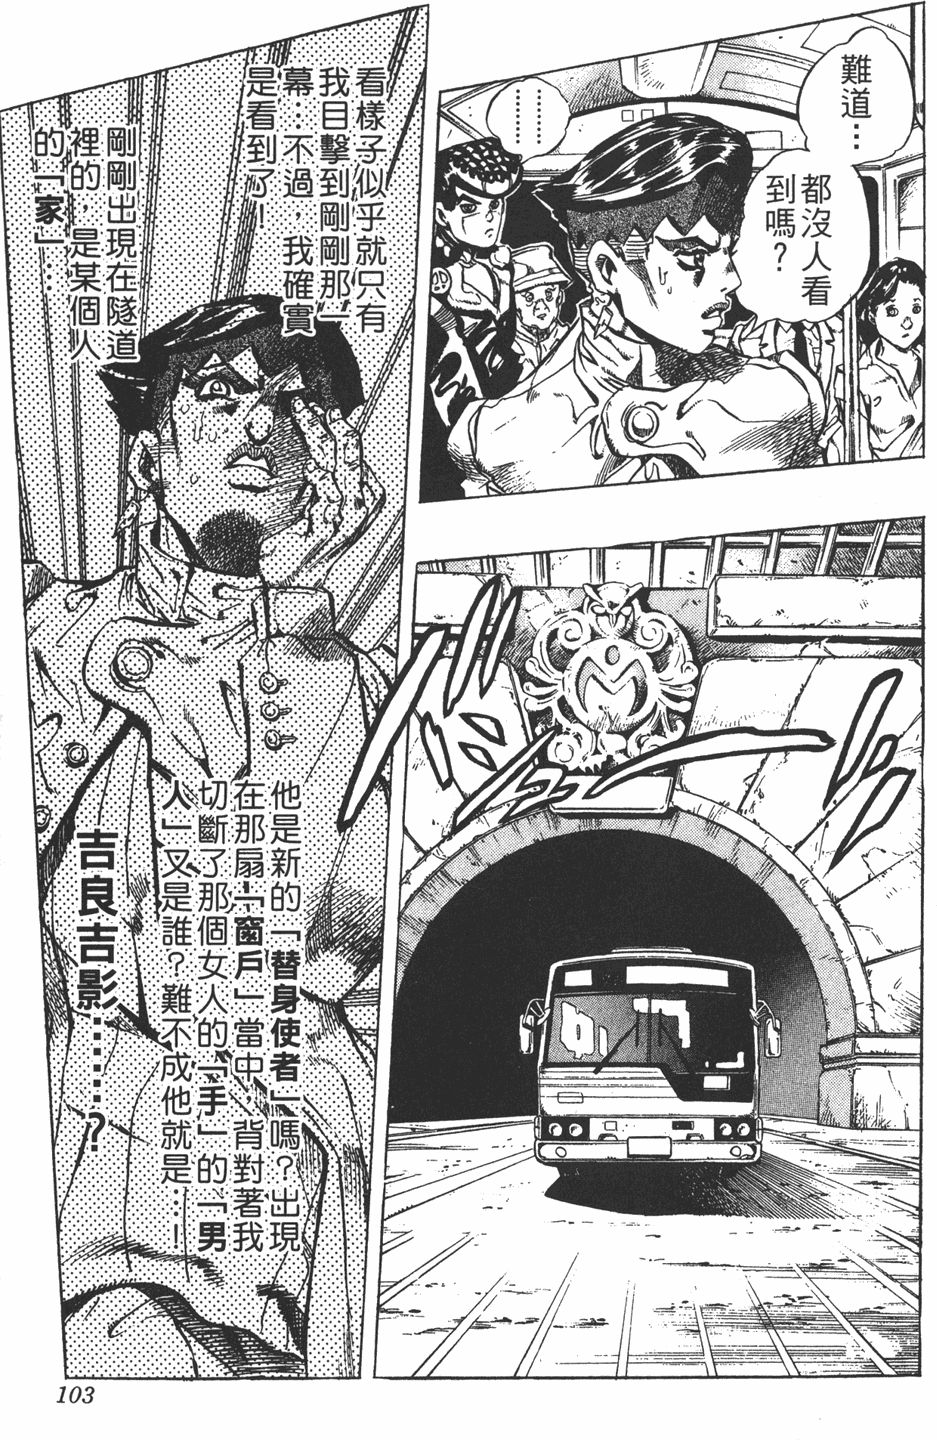 難道…
都沒人看
到嗎？
……
バババ
看樣子似乎就只有
我目擊到剛剛那一
幕…不過，我確實
是看到了！
剛剛出現在隧道
裡的，是某個人
的「家」……
他是新的「替身使者」嗎？出現
在那扇「窗戶」當中，背對著我
切斷了那個女人的「手」的「男
人」又是誰？難不成他就是…！
吉良吉影……？
103